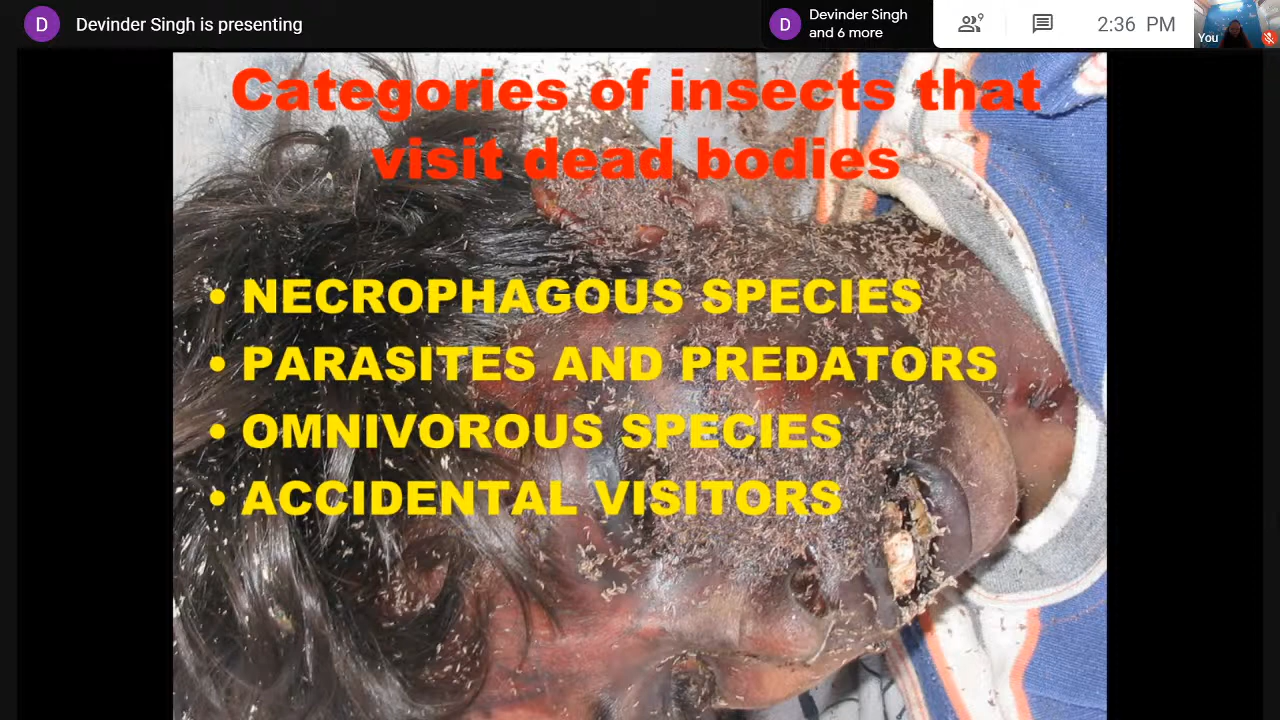 D
Devinder Singh is presenting
D
Devinder Singh
and 6 more
9
2:36 PM
You
Categories of insects that
visit dead bodies
• NECROPHAGOUS SPECIES
• PARASITES AND PREDATORS
• OMNIVOROUS SPECIES
• ACCIDENTAL VISITORS